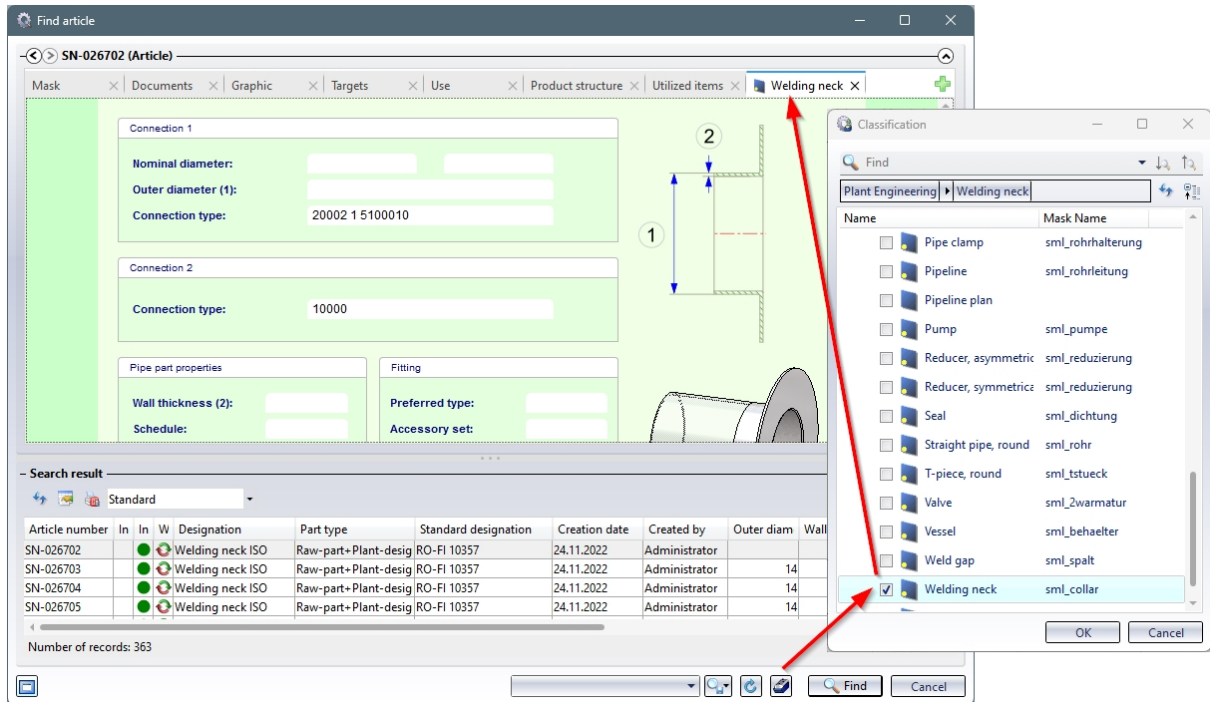 Find article
SN-026702 (Article)
Mask Documents Graphic Targets Use Product structure Utilized items Welding neck
Connection 1
Nominal diameter:
Outer diameter (1):
Connection type: 20002 1 5100010
Connection 2
Connection type: 10000
Pipe part properties
Wall thickness (2):
Schedule:
Fitting
Preferred type:
Accessory set:
2
1
Search result
Standard
Article number In In W Designation Part type Standard designation Creation date Created by Outer diam Wall
SN-026702 Welding neck ISO Raw-part+Plant-desig RO-FI 10357 24.11.2022 Administrator
SN-026703 Welding neck ISO Raw-part+Plant-desig RO-FI 10357 24.11.2022 Administrator 14
SN-026704 Welding neck ISO Raw-part+Plant-desig RO-FI 10357 24.11.2022 Administrator 14
SN-026705 Welding neck ISO Raw-part+Plant-desig RO-FI 10357 24.11.2022 Administrator 14
Number of records: 363
Find Cancel
Classification
Find
Plant Engineering Welding neck
Name Mask Name
Pipe clamp sml_rohrhalterung
Pipeline sml_rohrleitung
Pipeline plan
Pump sml_pumpe
Reducer, asymmetric sml_reduzierung
Reducer, symmetrica sml_reduzierung
Seal sml_dichtung
Straight pipe, round sml_rohr
T-piece, round sml_tstueck
Valve sml_2warmatur
Vessel sml_behaelter
Weld gap sml_spalt
Welding neck sml_collar
OK Cancel